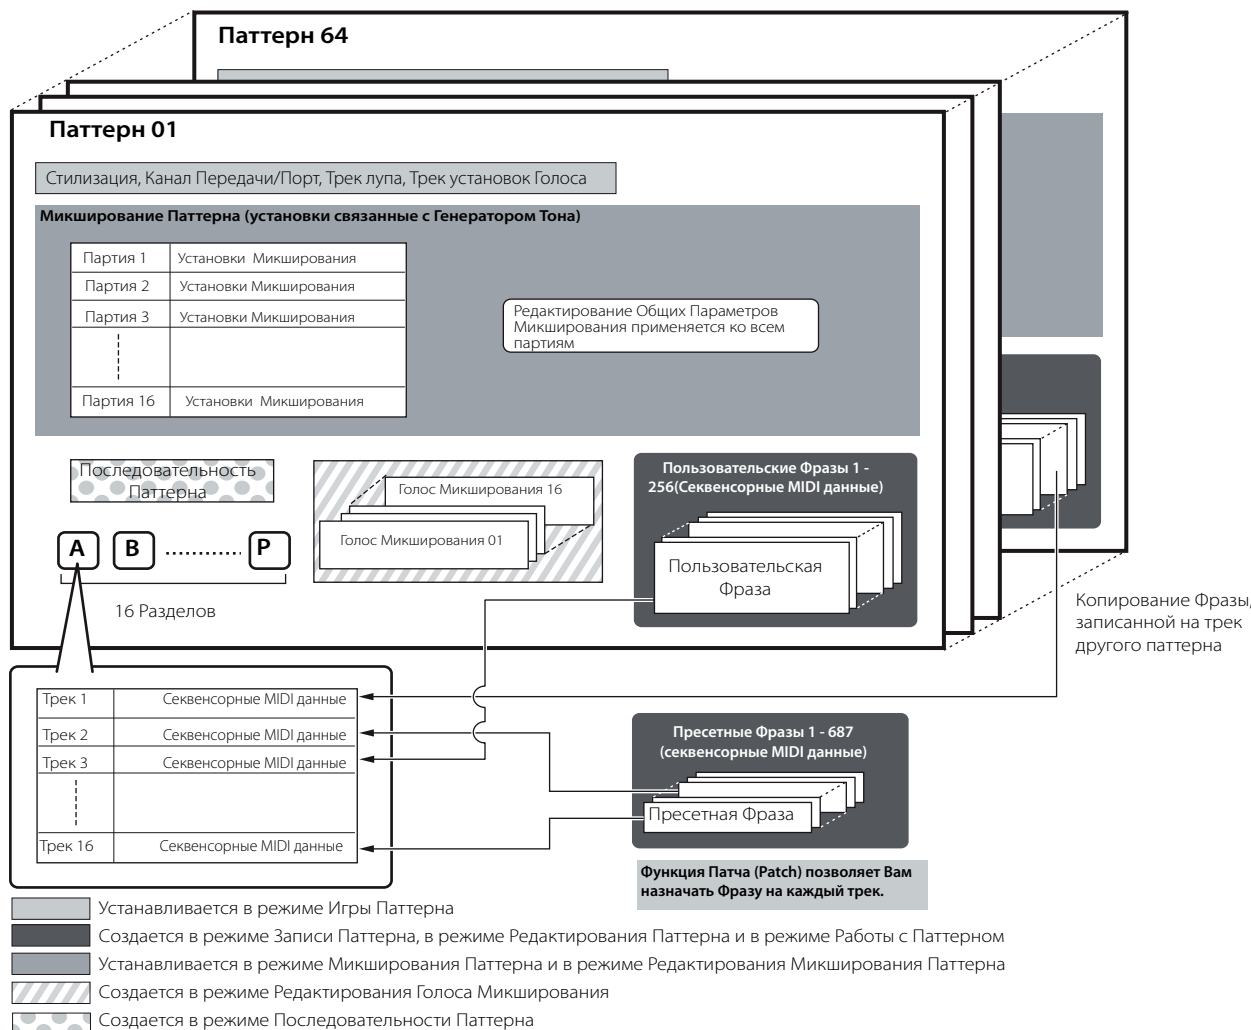 Паттерн 64
Паттерн 01
Стилизация, Канал Передачи/Порт, Трек лупа, Трек установок Голоса
Микширование Паттерна (установки связанные с Генератором Тона)
Партия 1 Установки Микширования
Партия 2 Установки Микширования
Партия 3 Установки Микширования
Партия 16 Установки Микширования
Редактирование Общих Параметров
Микширования применяется ко всем
партиям
Последовательность
Паттерна
A B P
16 Разделов
Голос Микширования 16
Голос Микширования 01
Пользовательские Фразы 1 -
256(Секвенсорные MIDI данные)
Пользовательская
Фраза
Копирование Фразы,
записанной на трек
другого паттерна
Трек 1 Секвенсорные MIDI данные
Трек 2 Секвенсорные MIDI данные
Трек 3 Секвенсорные MIDI данные
Трек 16 Секвенсорные MIDI данные
Пресетные Фразы 1 - 687
(секвенсорные MIDI данные)
Пресетная Фраза
Функция Патча (Patch) позволяет Вам
назначать Фразу на каждый трек.
Устанавливается в режиме Игры Паттерна
Создается в режиме Записи Паттерна, в режиме Редактирования Паттерна и в режиме Работы с Паттерном
Устанавливается в режиме Микширования Паттерна и в режиме Редактирования Микширования Паттерна
Создается в режиме Редактирования Голоса Микширования
Создается в режиме Последовательности Паттерна